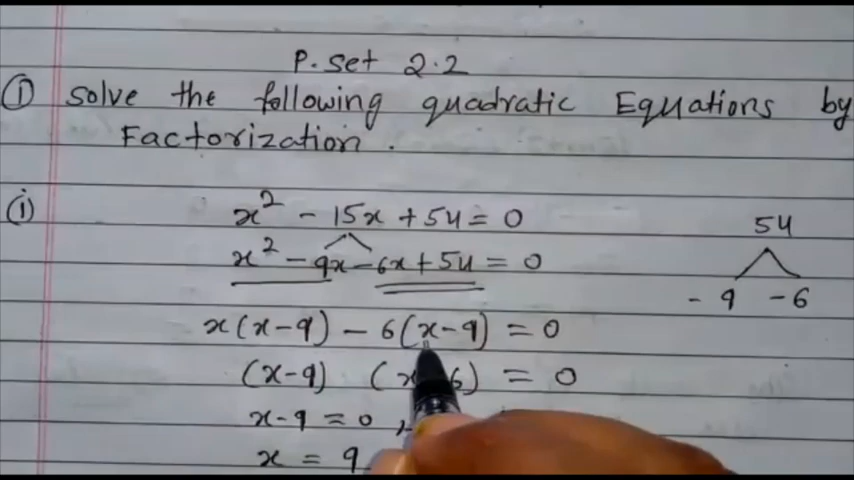 P. Set 2.2
① Solve the following quadratic Equations by
Factorization.
(i) x² - 15x + 54 = 0
54
x² - 9x - 6x + 54 = 0
- 9 - 6
x(x-9) - 6(x-9) = 0
(x-9) (x 6) = 0
x-9 = 0,
x = 9